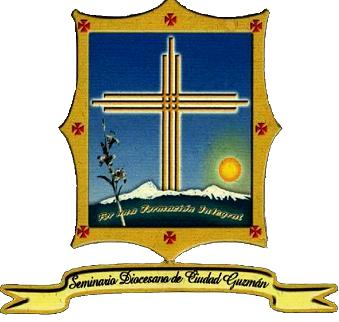 Por una Formación Integral
Seminario Diocesano de Ciudad Guzmán